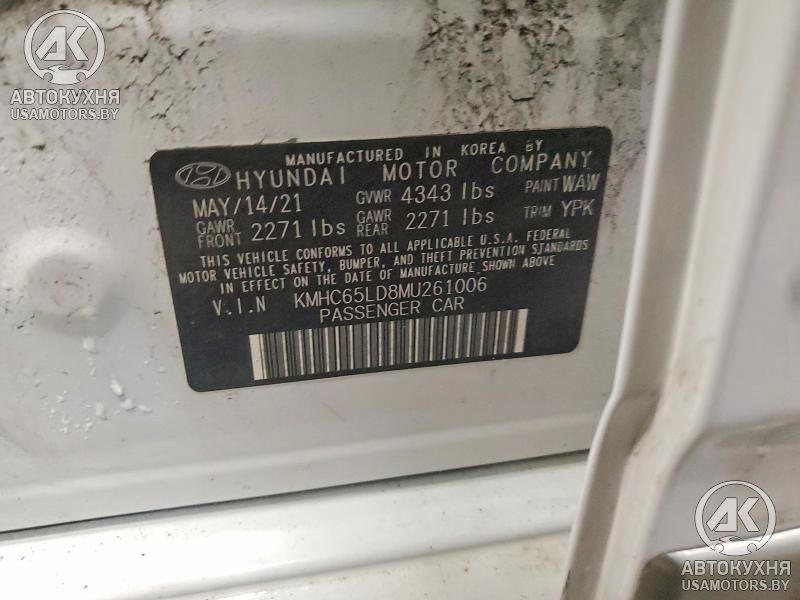 AK
АВТОКУХНЯ
USAMOTORS.BY
MANUFACTURED IN KOREA BY
HYUNDAI MOTOR COMPANY
MAY/14/21 GVWR 4343 lbs PAINT WAW
GAWR FRONT 2271 lbs GAWR REAR 2271 lbs TRIM YPK
THIS VEHICLE CONFORMS TO ALL APPLICABLE U.S.A. FEDERAL
MOTOR VEHICLE SAFETY, BUMPER, AND THEFT PREVENTION STANDARDS
IN EFFECT ON THE DATE OF MANUFACTURE SHOWN ABOVE.
V.I.N KMHC65LD8MU261006
PASSENGER CAR
AK
АВТОКУХНЯ
USAMOTORS.BY